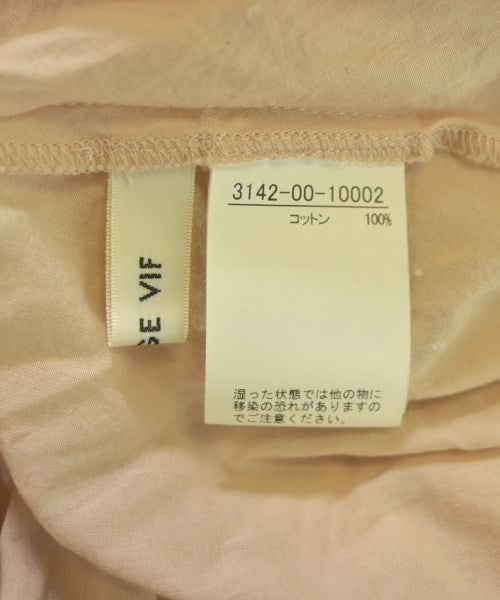 3142-00-10002
コットン 100%
湿った状態では他の物に
移染の恐れがありますの
でご注意ください。
VIF